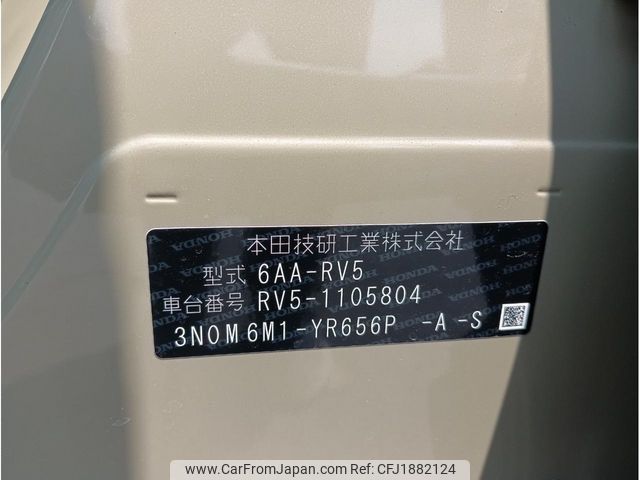 本田技研工業株式会社
型式 6AA-RV5
車台番号 RV5-1105804
3N0M6M1-YR656P -A-S
www.CarFromJapan.com | Ref No: CFJ1882124